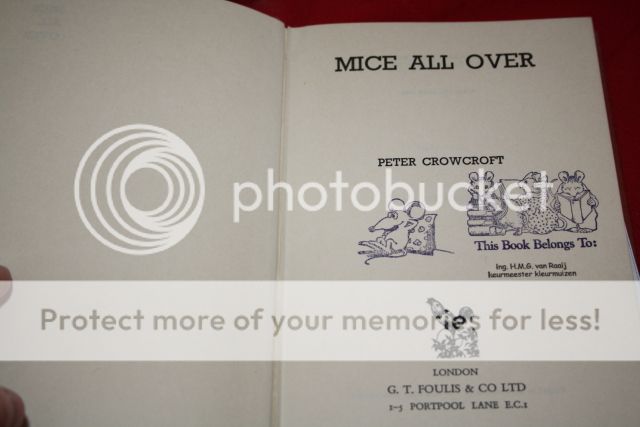 MICE ALL OVER
PETER CROWCROFT
photobucket
This Book Belongs To:
Ing. H.M.G. van Raaij
keurmeester kleurmuizen
Protect more of your memories for less!
LONDON
G. T. FOULIS & CO LTD
1-5 PORTPOOL LANE E.C.1